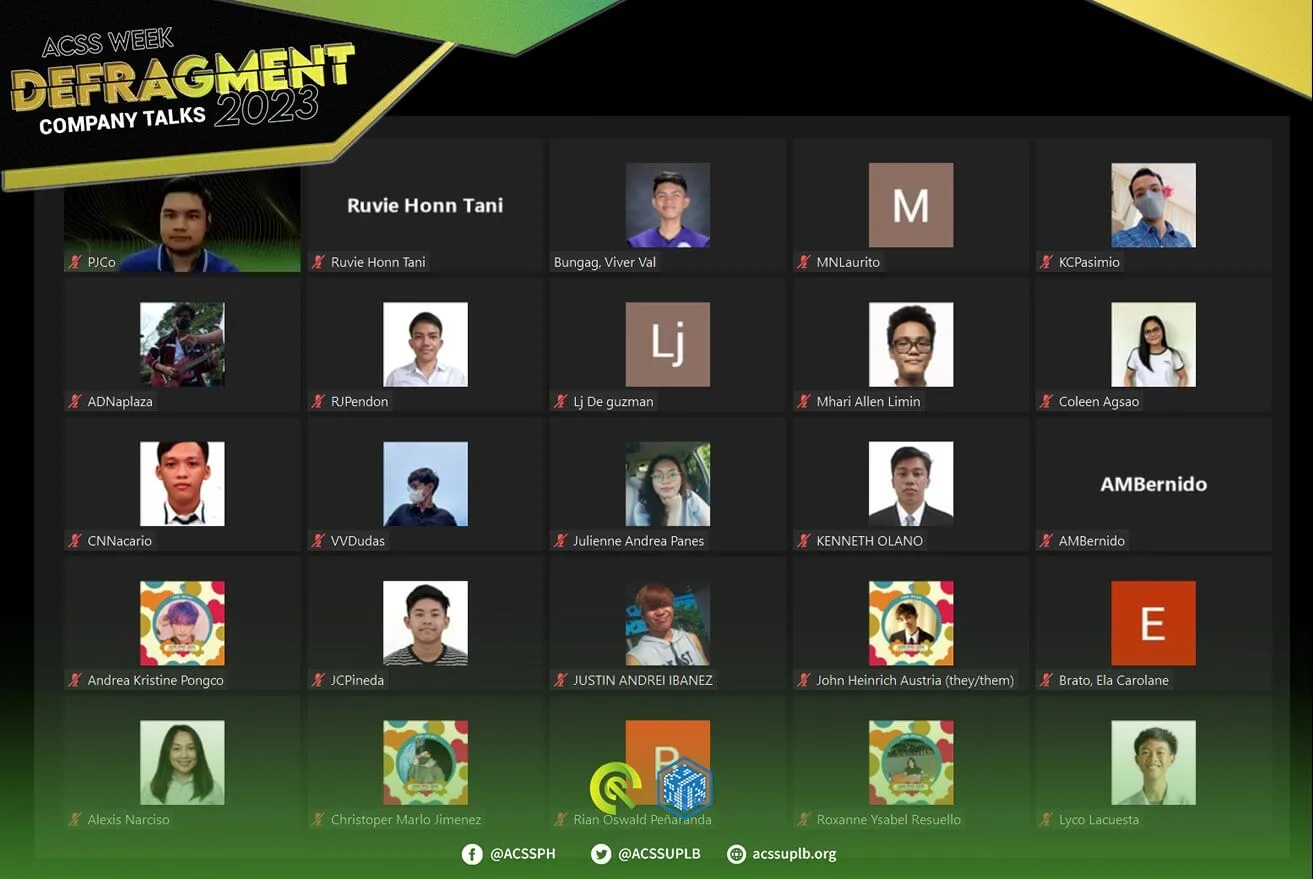 ACSS WEEK
DEFRAGMENT
COMPANY TALKS 2023
Ruvie Honn Tani
M
PJCo
Ruvie Honn Tani
Bungag, Viver Val
MNLaurito
KCPasimio
Lj
ADNaplaza
RJPendon
Lj De guzman
Mhari Allen Limin
Coleen Agsao
AMBernido
CNNacario
VVDudas
Julienne Andrea Panes
KENNETH OLANO
AMBernido
E
Andrea Kristine Pongco
JCPineda
JUSTIN ANDREI IBANEZ
John Heinrich Austria (they/them)
Brato, Ela Carolane
Alexis Narciso
Christoper Marlo Jimenez
Rian Oswald Peñaranda
Roxanne Ysabel Resuello
Lyco Lacuesta
@ACSSPH
@ACSSUPLB
acssuplb.org